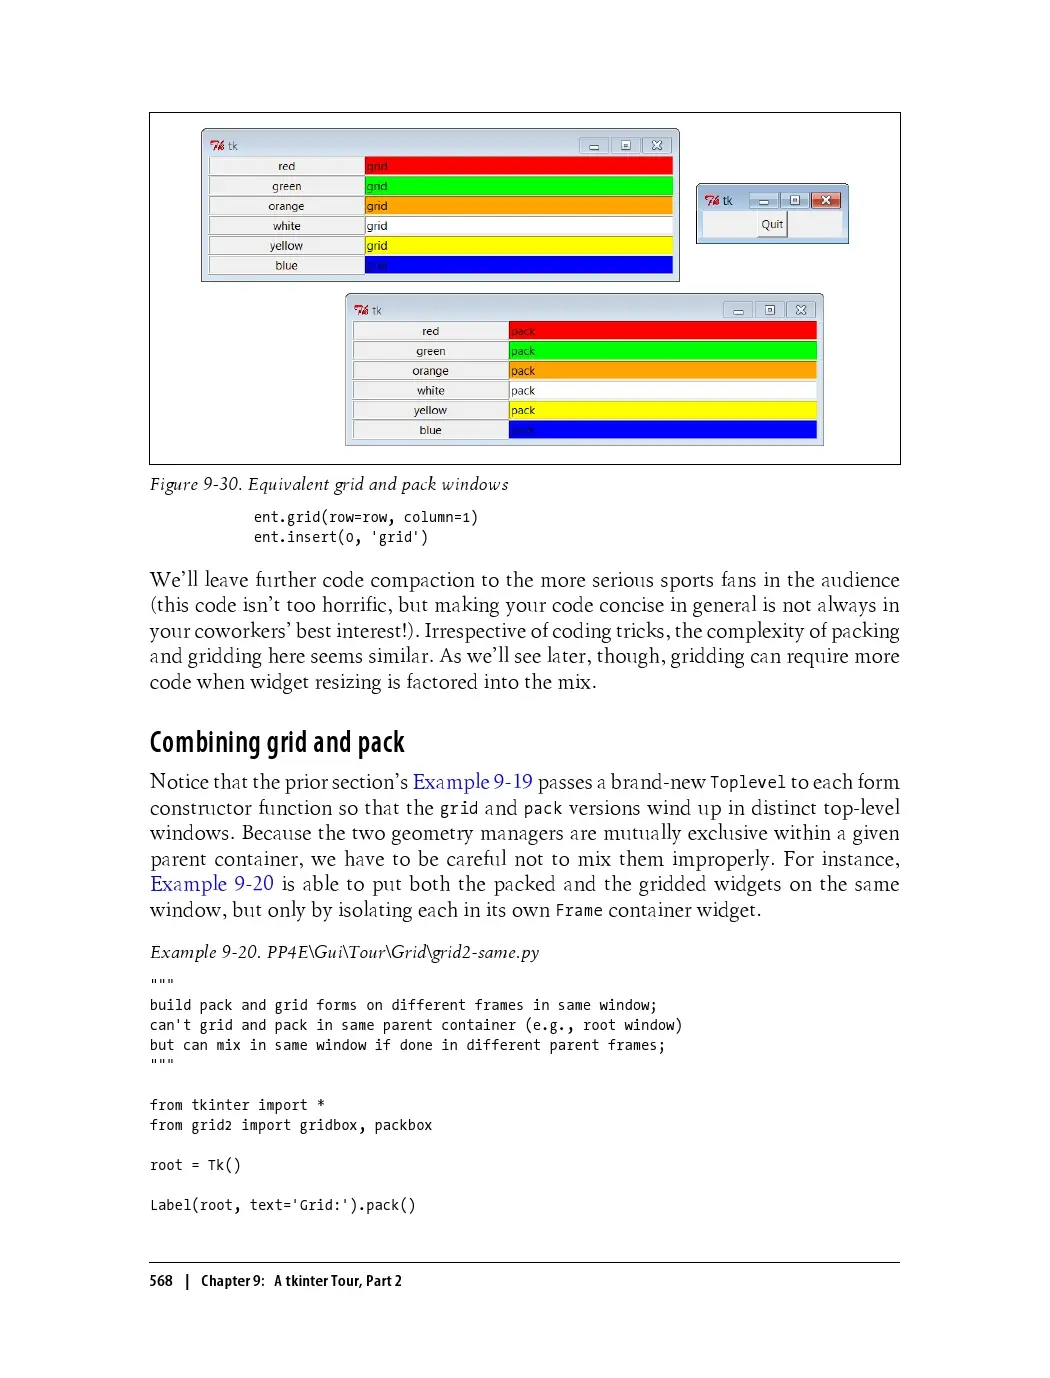 tk
red grid
green grid
orange grid
white grid
yellow grid
blue
tk
Quit
tk
red pack
green pack
orange pack
white pack
yellow pack
blue pack
Figure 9-30. Equivalent grid and pack windows
ent.grid(row=row, column=1)
ent.insert(0, 'grid')
We’ll leave further code compaction to the more serious sports fans in the audience
(this code isn’t too horrific, but making your code concise in general is not always in
your coworkers’ best interest!). Irrespective of coding tricks, the complexity of packing
and gridding here seems similar. As we’ll see later, though, gridding can require more
code when widget resizing is factored into the mix.
Combining grid and pack
Notice that the prior section’s Example 9-19 passes a brand-new Toplevel to each form
constructor function so that the grid and pack versions wind up in distinct top-level
windows. Because the two geometry managers are mutually exclusive within a given
parent container, we have to be careful not to mix them improperly. For instance,
Example 9-20 is able to put both the packed and the gridded widgets on the same
window, but only by isolating each in its own Frame container widget.
Example 9-20. PP4E\Gui\Tour\Grid\grid2-same.py
"""
build pack and grid forms on different frames in same window;
can't grid and pack in same parent container (e.g., root window)
but can mix in same window if done in different parent frames;
"""
from tkinter import *
from grid2 import gridbox, packbox
root = Tk()
Label(root, text='Grid:').pack()
568 | Chapter 9: A tkinter Tour, Part 2